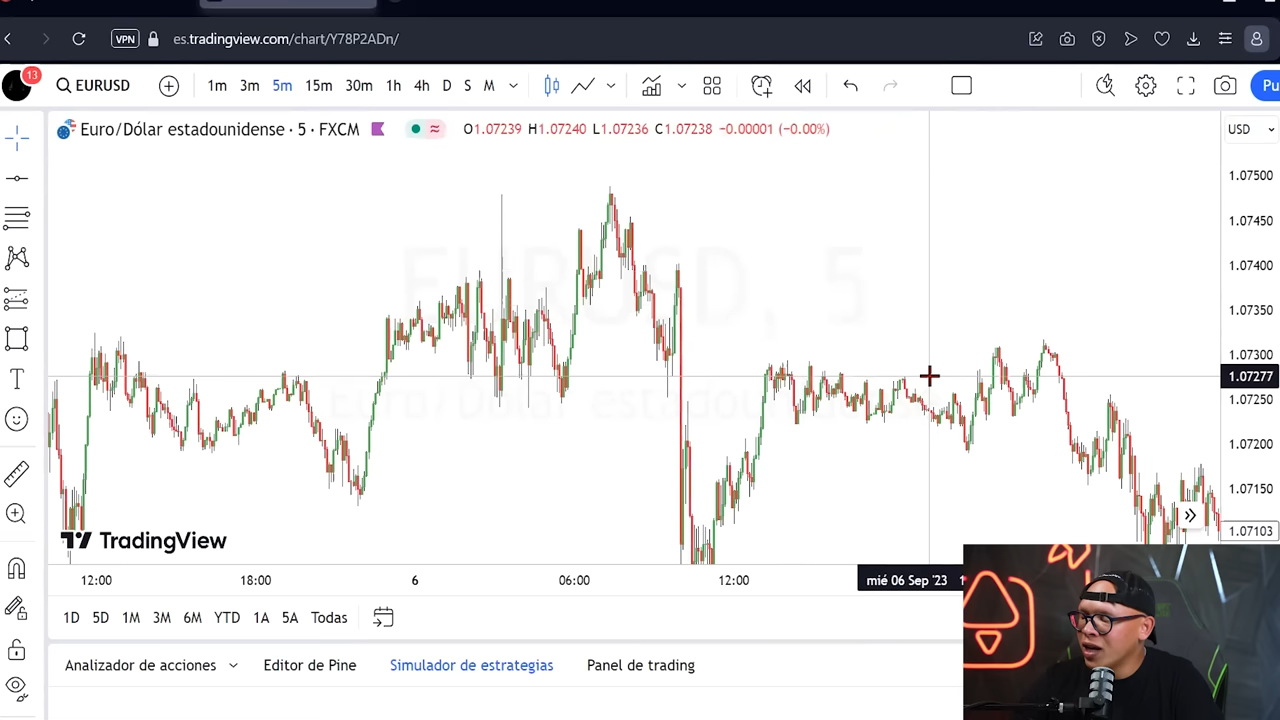 VPN
es.tradingview.com/chart/Y78P2ADn/
13
EURUSD
1m 3m 5m 15m 30m 1h 4h D S M
Pu
Euro/Dólar estadounidense · 5 · FXCM
O1.07239 H1.07240 L1.07236 C1.07238 −0.00001 (−0.00%)
USD
EURUSD, 5
1.07500
1.07450
1.07400
1.07350
1.07300
1.07277
1.07250
1.07200
1.07150
1.07103
TradingView
12:00 18:00 6 06:00 12:00 mié 06 Sep '23
1D 5D 1M 3M 6M YTD 1A 5A Todas
Analizador de acciones Editor de Pine Simulador de estrategias Panel de trading